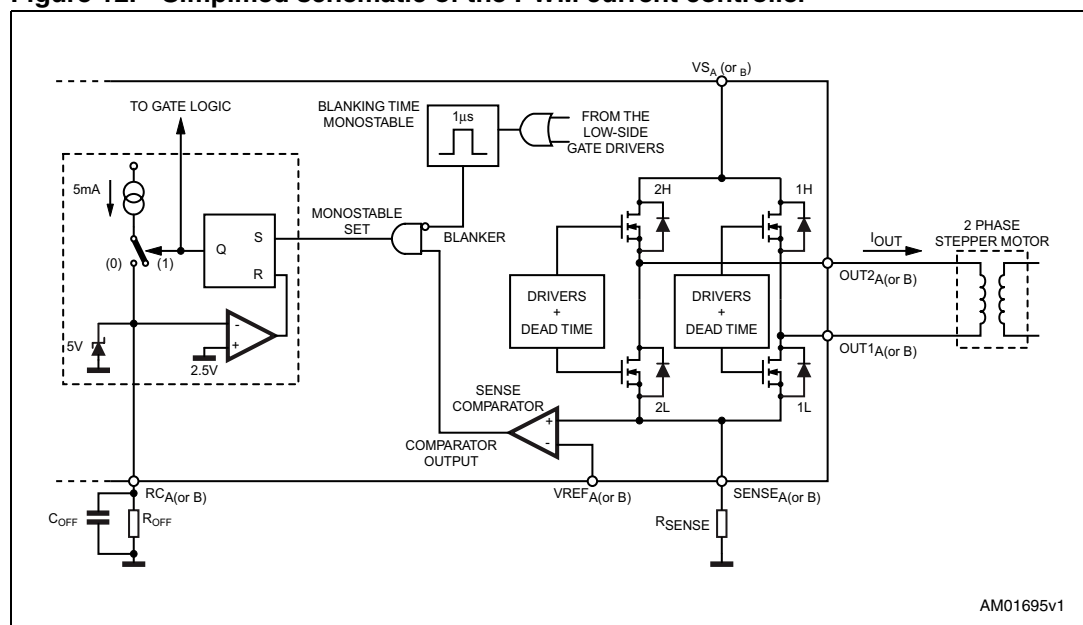 Figure 12. Simplified schematic of the PWM current controller
VSA (or B)
TO GATE LOGIC
BLANKING TIME
MONOSTABLE
1μs
FROM THE
LOW-SIDE
GATE DRIVERS
5mA
MONOSTABLE
SET
BLANKER
(0)
(1)
Q
S
R
2H
1H
2 PHASE
STEPPER MOTOR
IOUT
OUT2A(or B)
DRIVERS
+
DEAD TIME
DRIVERS
+
DEAD TIME
OUT1A(or B)
5V
-
+
2.5V
SENSE
COMPARATOR
2L
1L
+
-
COMPARATOR
OUTPUT
RCA(or B)
VREFA(or B)
SENSEA(or B)
COFF
ROFF
RSENSE
AM01695v1